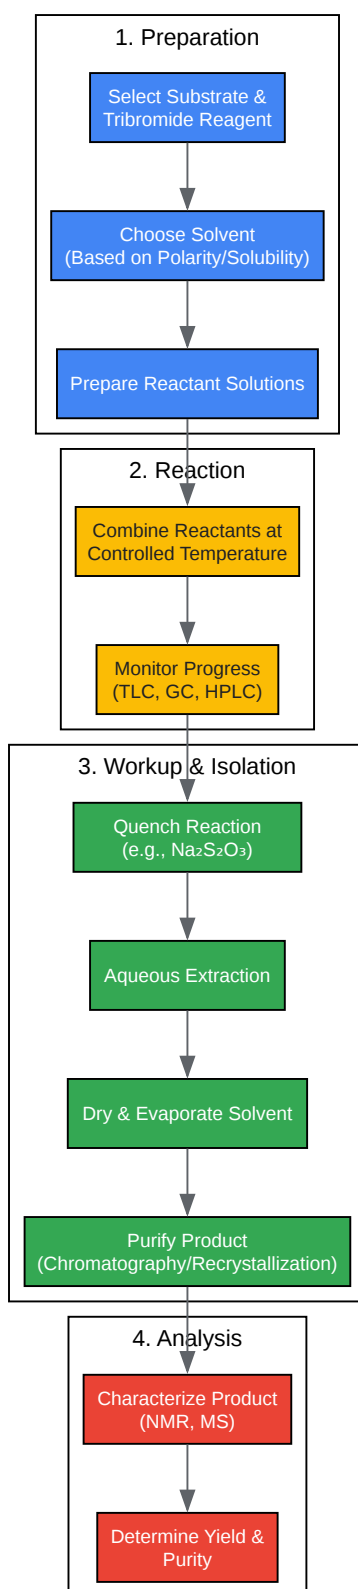 1. Preparation
Select Substrate &
Tribromide Reagent
Choose Solvent
(Based on Polarity/Solubility)
Prepare Reactant Solutions
2. Reaction
Combine Reactants at
Controlled Temperature
Monitor Progress
(TLC, GC, HPLC)
3. Workup & Isolation
Quench Reaction
(e.g., Na₂S₂O₃)
Aqueous Extraction
Dry & Evaporate Solvent
Purify Product
(Chromatography/Recrystallization)
4. Analysis
Characterize Product
(NMR, MS)
Determine Yield &
Purity